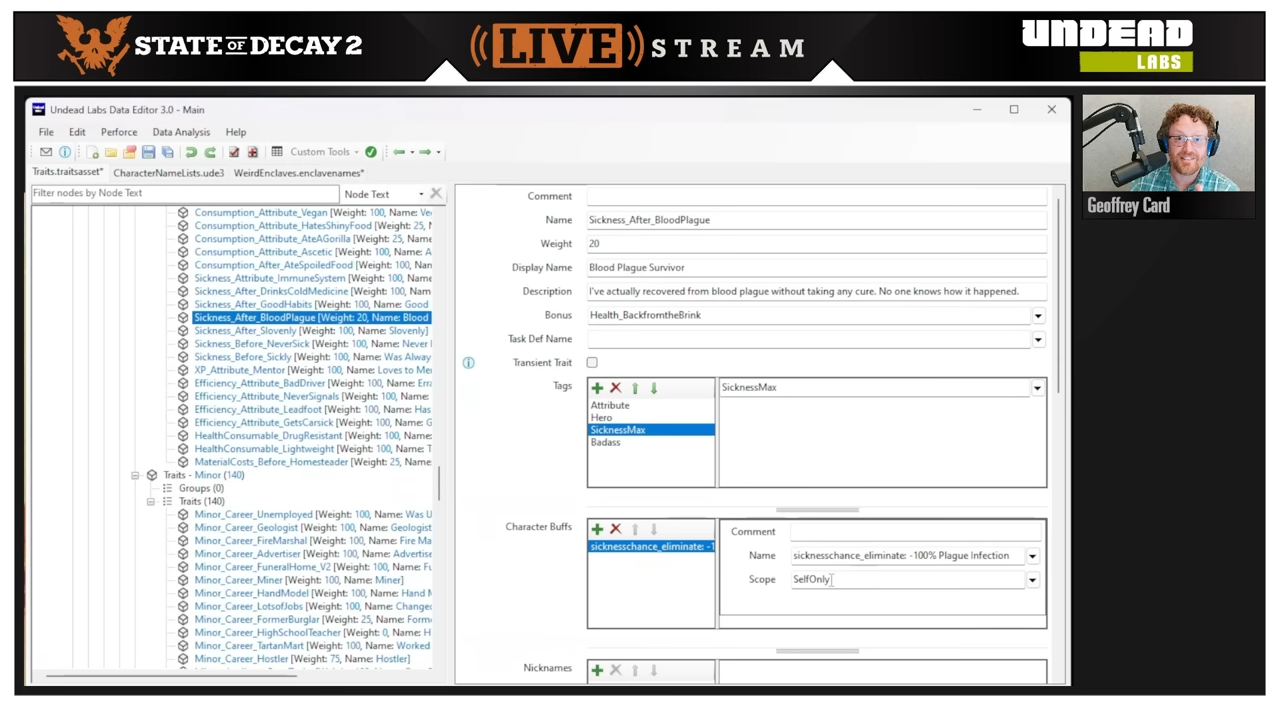 STATE OF DECAY 2
LIVE STREAM
UNDEAD
LABS
Undead Labs Data Editor 3.0 - Main
File Edit Perforce Data Analysis Help
Custom Tools
Traits.traitsasset* CharacterNameLists.ude3 WeirdEnclaves.enclavenames*
Filter nodes by Node Text Node Text
Consumption_Attribute_Vegan [Weight: 100, Name: Ve
Consumption_Attribute_HatesShinyFood [Weight: 25, 
Consumption_Attribute_AteAGorilla [Weight: 25, Name
Consumption_Attribute_Ascetic [Weight: 100, Name: A
Consumption_After_AteSpoiledFood [Weight: 100, Nan
Sickness_Attribute_ImmuneSystem [Weight: 100, Name
Sickness_After_DrinksColdMedicine [Weight: 100, Nam
Sickness_After_GoodHabits [Weight: 100, Name: Good
Sickness_After_BloodPlague [Weight: 20, Name: Blood
Sickness_After_Slovenly [Weight: 100, Name: Slovenly]
Sickness_Before_NeverSick [Weight: 100, Name: Never
Sickness_Before_Sickly [Weight: 100, Name: Was Alway
XP_Attribute_Mentor [Weight: 100, Name: Loves to Me
Efficiency_Attribute_BadDriver [Weight: 100, Name: Err
Efficiency_Attribute_NeverSignals [Weight: 100, Name:
Efficiency_Attribute_Leadfoot [Weight: 100, Name: Has
Efficiency_Attribute_GetsCarsick [Weight: 100, Name: G
HealthConsumable_DrugResistant [Weight: 100, Name:
HealthConsumable_Lightweight [Weight: 100, Name: T
MaterialCosts_Before_Homesteader [Weight: 25, Name:
Traits - Minor (140)
Groups (0)
Traits (140)
Minor_Career_Unemployed [Weight: 100, Name: Was U
Minor_Career_Geologist [Weight: 100, Name: Geologist
Minor_Career_FireMarshal [Weight: 100, Name: Fire Ma
Minor_Career_Advertiser [Weight: 100, Name: Advertise
Minor_Career_FuneralHome_V2 [Weight: 100, Name: Fu
Minor_Career_Miner [Weight: 100, Name: Miner]
Minor_Career_HandModel [Weight: 100, Name: Hand M
Minor_Career_LotsofJobs [Weight: 100, Name: Changec
Minor_Career_FormerBurglar [Weight: 25, Name: Form
Minor_Career_HighSchoolTeacher [Weight: 0, Name: H
Minor_Career_TartanMart [Weight: 100, Name: Worked
Minor_Career_Hostler [Weight: 75, Name: Hostler]
Comment
Name Sickness_After_BloodPlague
Weight 20
Display Name Blood Plague Survivor
Description I've actually recovered from blood plague without taking any cure. No one knows how it happened.
Bonus Health_BackfromtheBrink
Task Def Name
Transient Trait
Tags SicknessMax
Attribute
Hero
SicknessMax
Badass
Character Buffs Comment
sicknesschance_eliminate: -1
Name sicknesschance_eliminate: -100% Plague Infection
Scope SelfOnly
Nicknames
Geoffrey Card